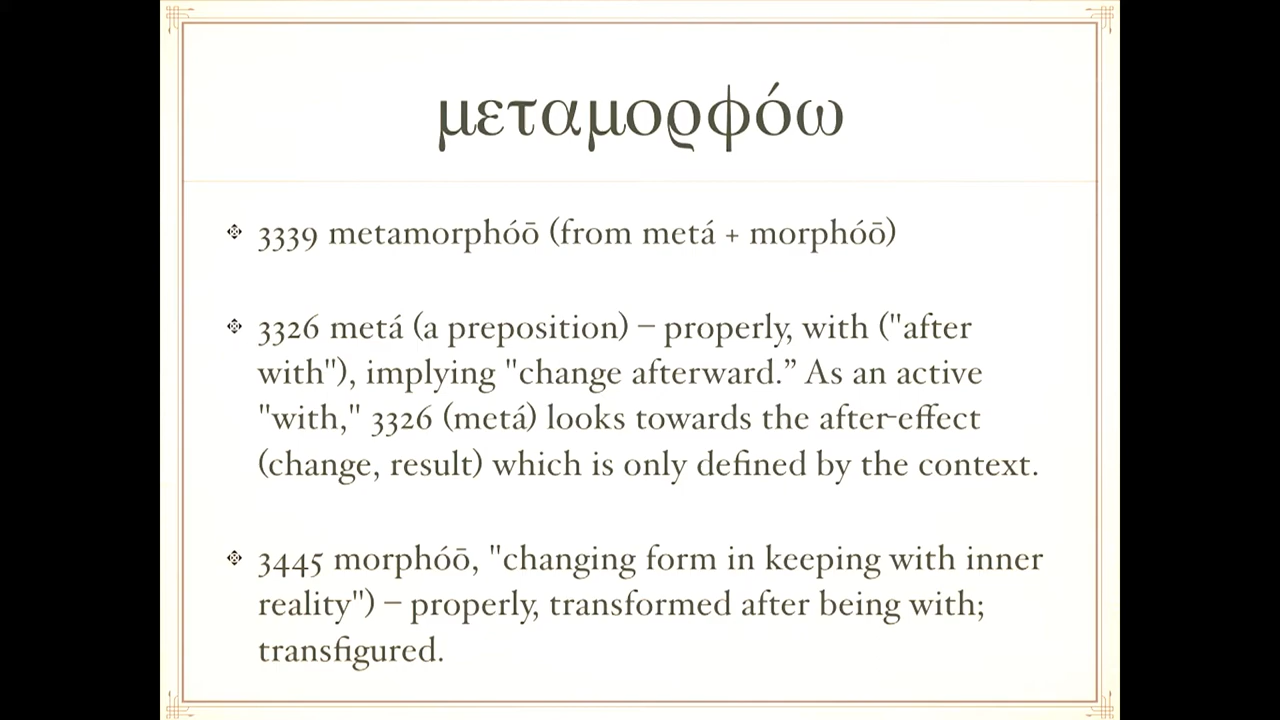 μεταμορφόω
3339 metamorphóō (from metá + morphóō)
3326 metá (a preposition) – properly, with ("after
with"), implying "change afterward.” As an active
"with," 3326 (metá) looks towards the after-effect
(change, result) which is only defined by the context.
3445 morphóō, "changing form in keeping with inner
reality") – properly, transformed after being with;
transfigured.